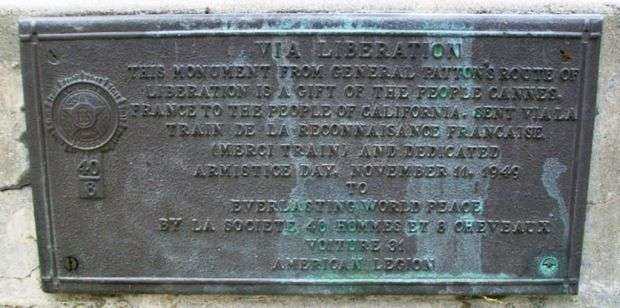 VIA LIBERATION
THIS MONUMENT FROM GENERAL PATTON'S ROUTE OF
LIBERATION IS A GIFT OF THE PEOPLE CANNES,
FRANCE TO THE PEOPLE OF CALIFORNIA. SENT VIA LA
TRAIN DE LA RECONNAISANCE FRANCAISE
(MERCI TRAIN) AND DEDICATED
ARMISTICE DAY, NOVEMBER 11, 1949
TO
EVERLASTING WORLD PEACE
BY LA SOCIETE, 40 HOMMES ET 8 CHEVEAUX
VOITURE 31
AMERICAN LEGION
40
8